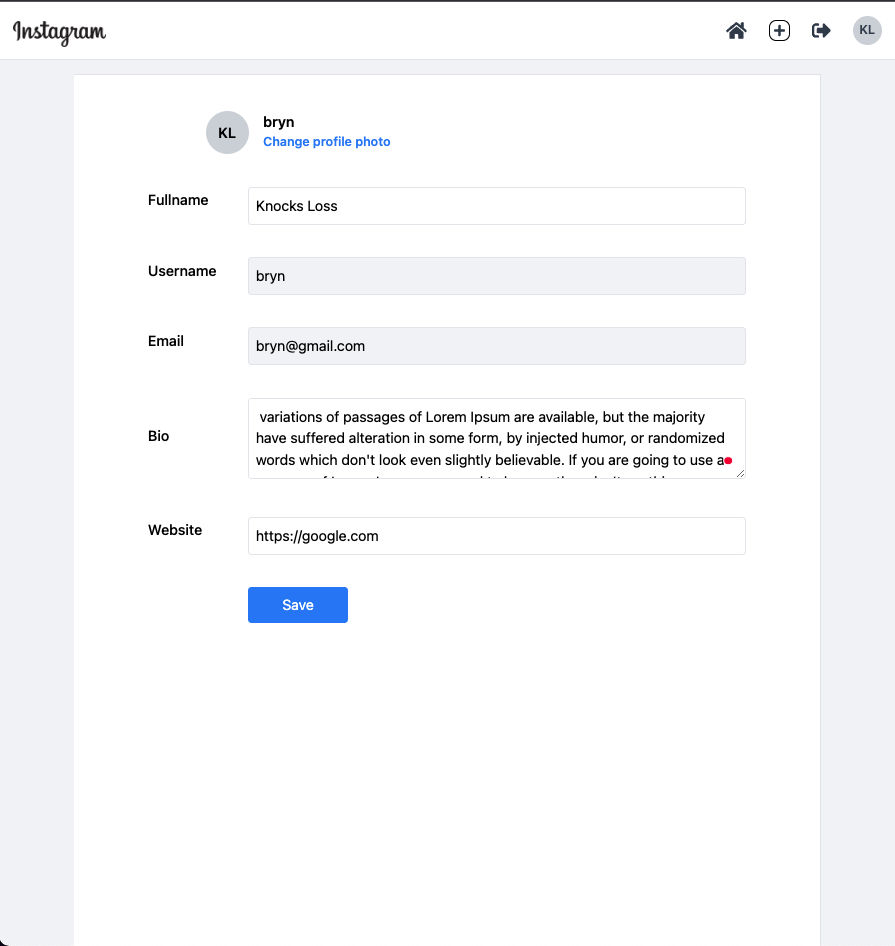 Instagram
KL
KL
bryn
Change profile photo
Fullname
Knocks Loss
Username
bryn
Email
bryn@gmail.com
Bio
variations of passages of Lorem Ipsum are available, but the majority
have suffered alteration in some form, by injected humor, or randomized
words which don't look even slightly believable. If you are going to use a
Website
https://google.com
Save